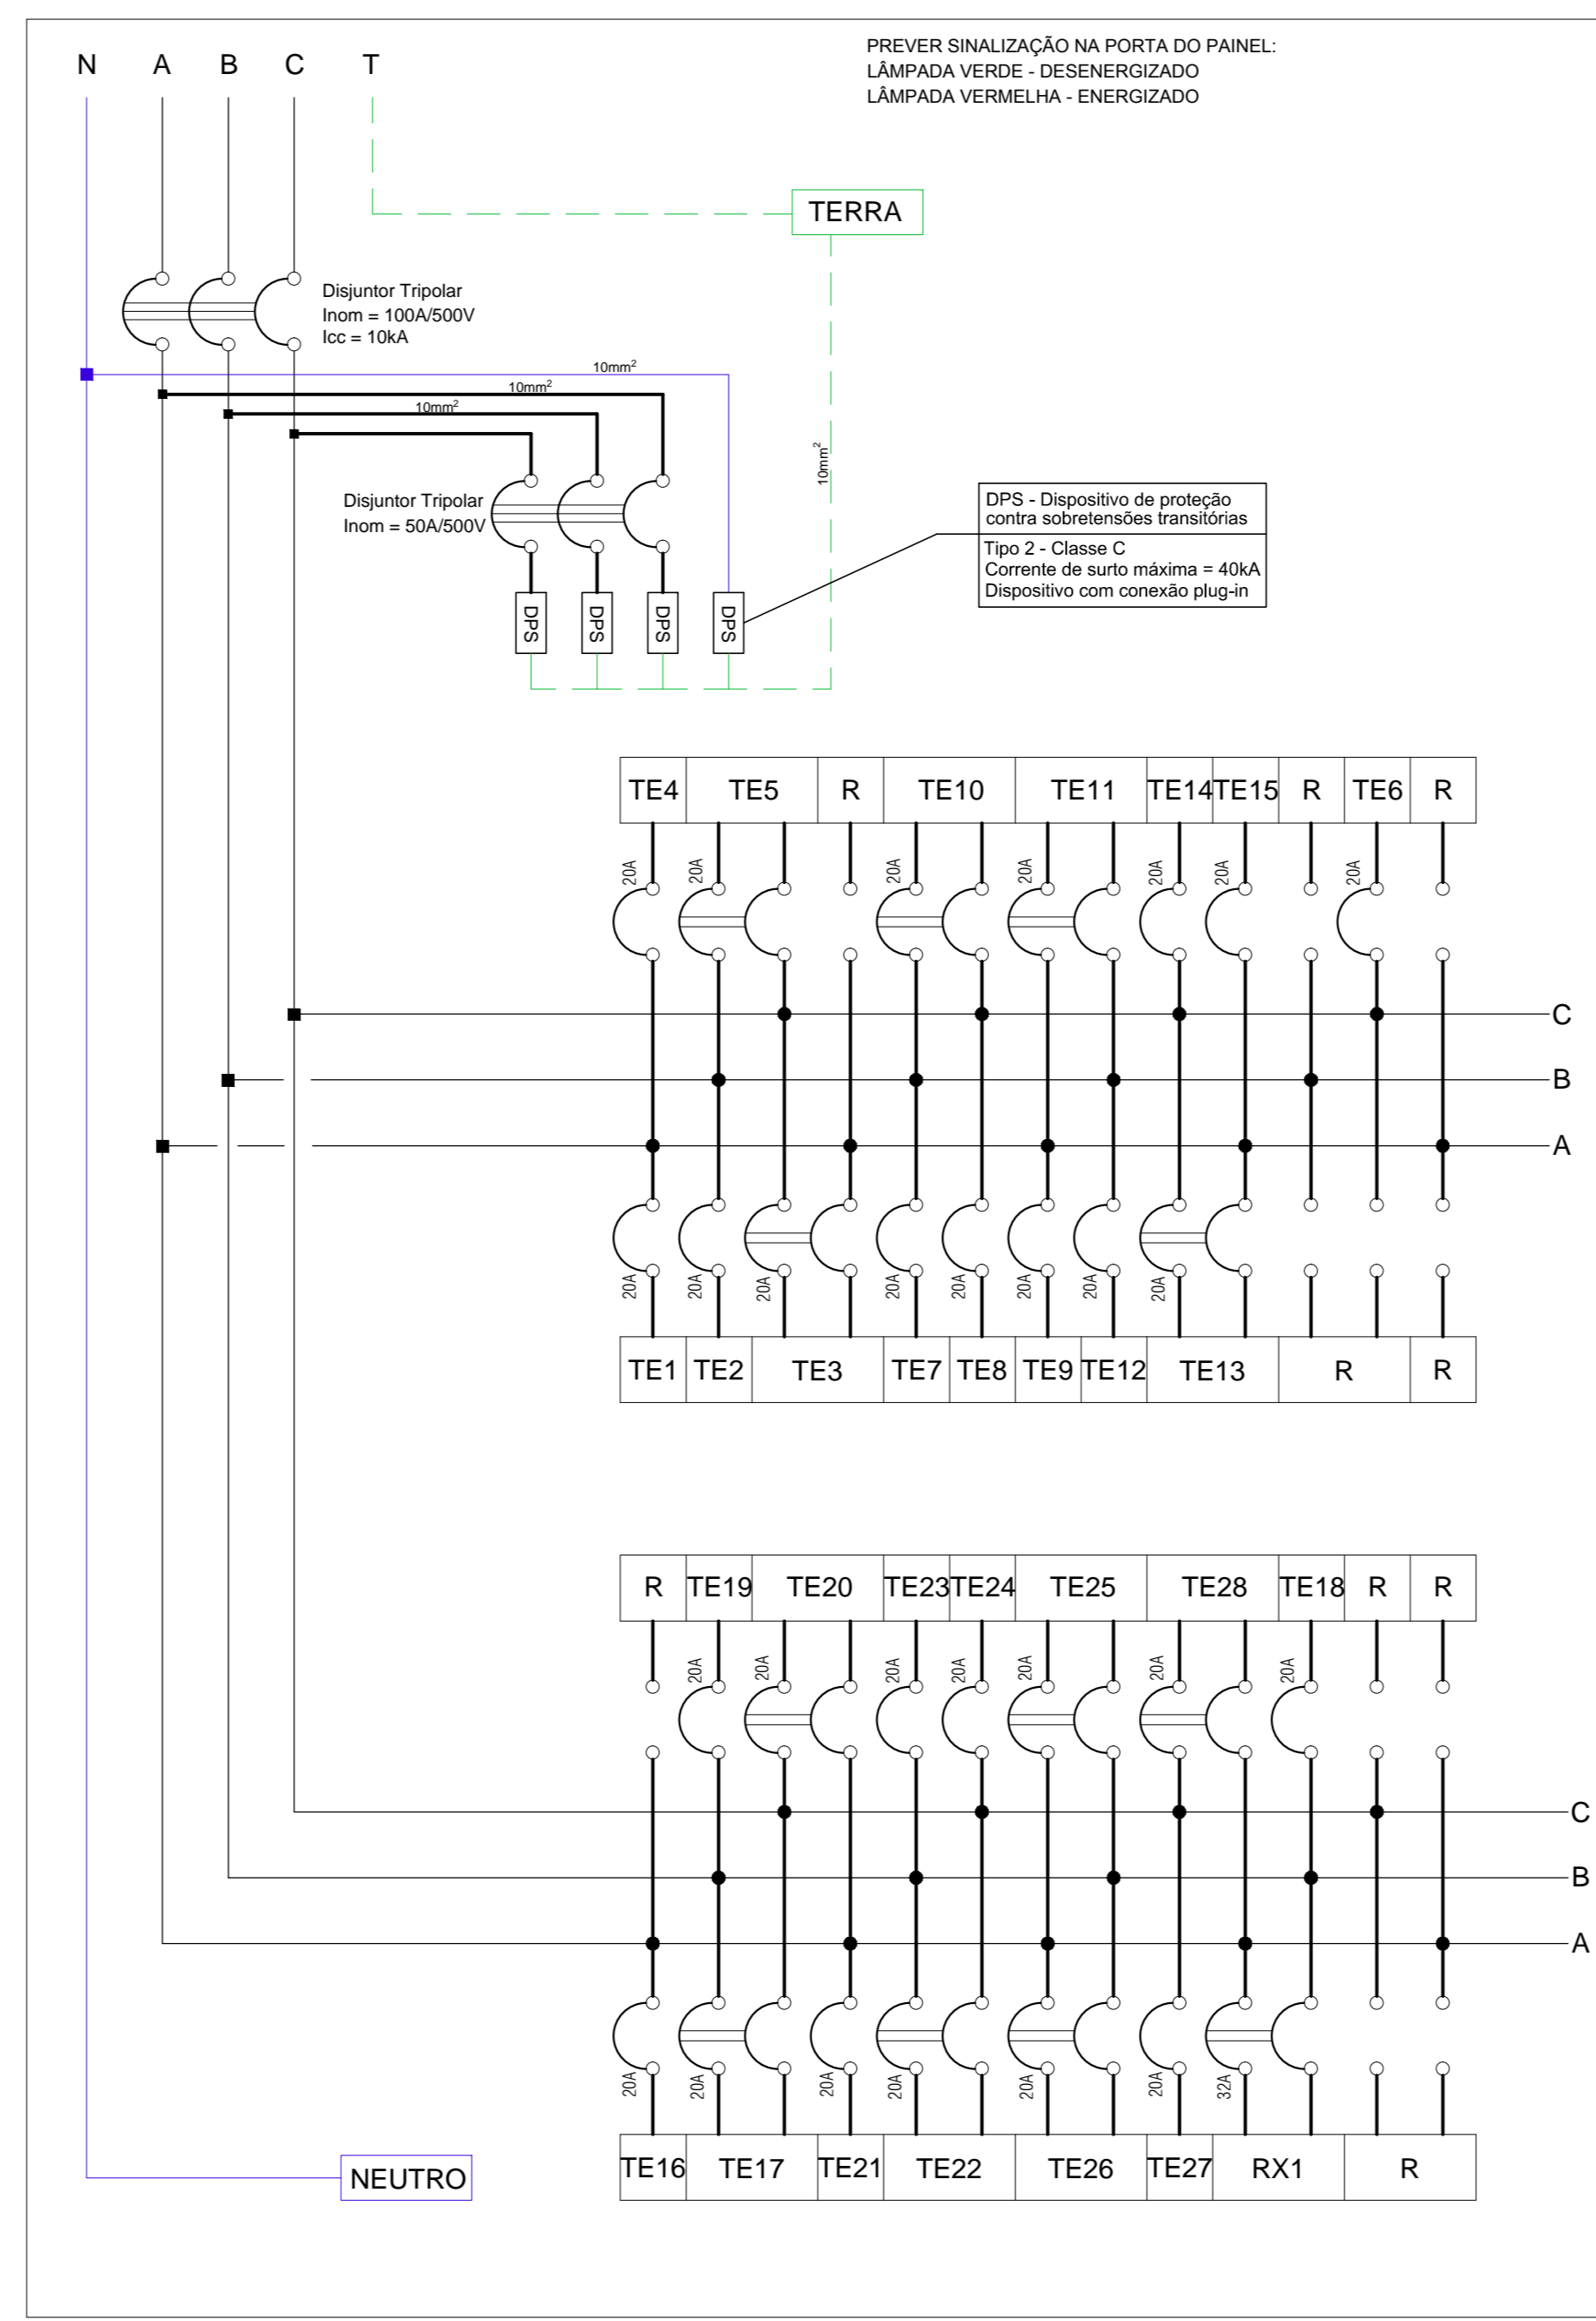 PREVER SINALIZAÇÃO NA PORTA DO PAINEL:
LÂMPADA VERDE - DESENERGIZADO
LÂMPADA VERMELHA - ENERGIZADO
N A B C T
TERRA
Disjuntor Tripolar
Inom = 100A/500V
Icc = 10kA
10mm²
10mm²
10mm²
10mm²
Disjuntor Tripolar
Inom = 50A/500V
DPS - Dispositivo de proteção
contra sobretensões transitórias
Tipo 2 - Classe C
Corrente de surto máxima = 40kA
Dispositivo com conexão plug-in
DPS DPS DPS DPS
TE4 TE5 R TE10 TE11 TE14 TE15 R TE6 R
20A 20A 20A 20A 20A 20A 20A
C
B
A
20A 20A 20A 20A 20A 20A 20A 20A
TE1 TE2 TE3 TE7 TE8 TE9 TE12 TE13 R R
R TE19 TE20 TE23 TE24 TE25 TE28 TE18 R R
20A 20A 20A 20A 20A 20A 20A
C
B
A
20A 20A 20A 20A 20A 20A 32A
TE16 TE17 TE21 TE22 TE26 TE27 RX1 R
NEUTRO